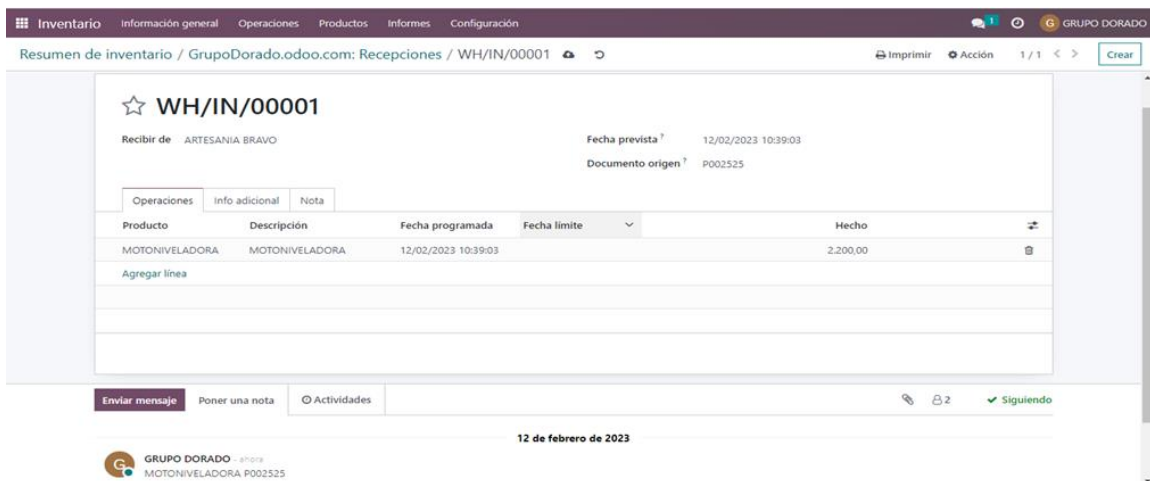 Inventario Información general Operaciones Productos Informes Configuración 1 G GRUPO DORADO
Resumen de inventario / GrupoDorado.odoo.com: Recepciones / WH/IN/00001 Imprimir Acción 1 / 1 < > Crear
WH/IN/00001
Recibir de ARTESANIA BRAVO Fecha prevista ? 12/02/2023 10:39:03
Documento origen ? P002525
Operaciones Info adicional Nota
Producto Descripción Fecha programada Fecha límite Hecho
MOTONIVELADORA MOTONIVELADORA 12/02/2023 10:39:03 2.200,00
Agregar línea
Enviar mensaje Poner una nota Actividades 2 Siguiendo
12 de febrero de 2023
G GRUPO DORADO - ahora
MOTONIVELADORA P002525